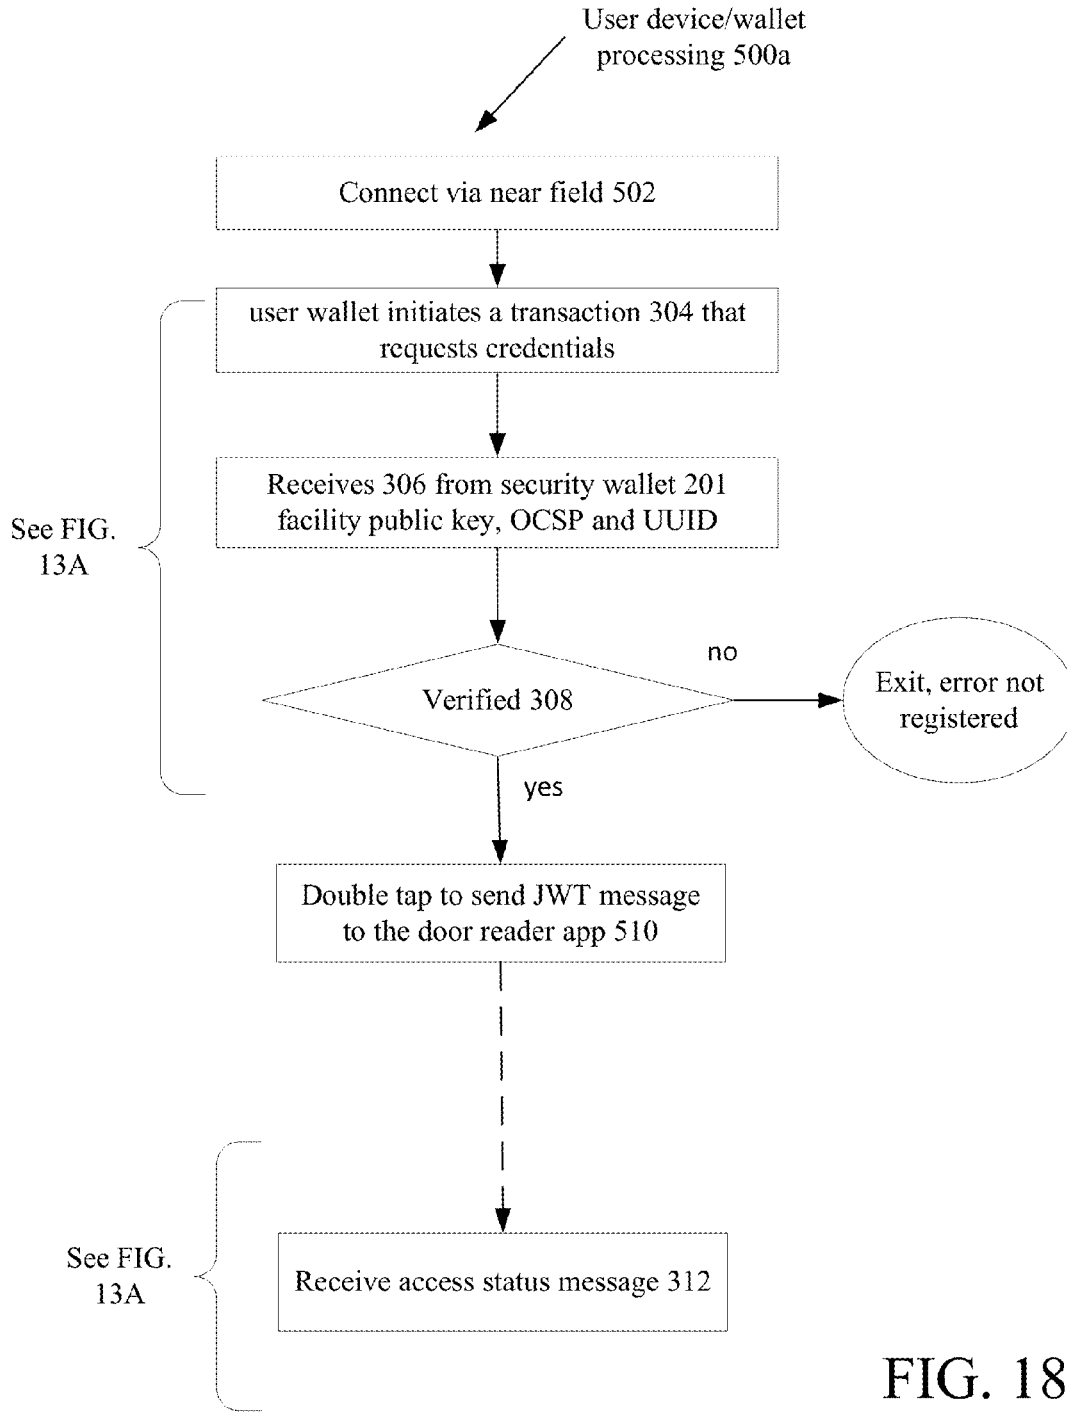 User device/wallet
processing 500a
Connect via near field 502
user wallet initiates a transaction 304 that
requests credentials
Receives 306 from security wallet 201
facility public key, OCSP and UUID
See FIG.
13A
Verified 308
no
Exit, error not
registered
yes
Double tap to send JWT message
to the door reader app 510
See FIG.
13A
Receive access status message 312
FIG. 18